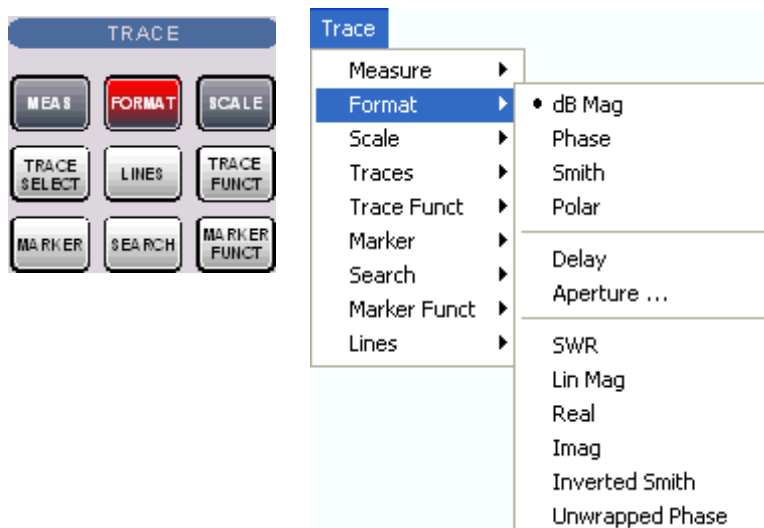 TRACE
MEAS
FORMAT
SCALE
TRACE
SELECT
LINES
TRACE
FUNCT
MARKER
SEARCH
MARKER
FUNCT
Trace
Measure
Format
Scale
Traces
Trace Funct
Marker
Search
Marker Funct
Lines
dB Mag
Phase
Smith
Polar
Delay
Aperture ...
SWR
Lin Mag
Real
Imag
Inverted Smith
Unwrapped Phase